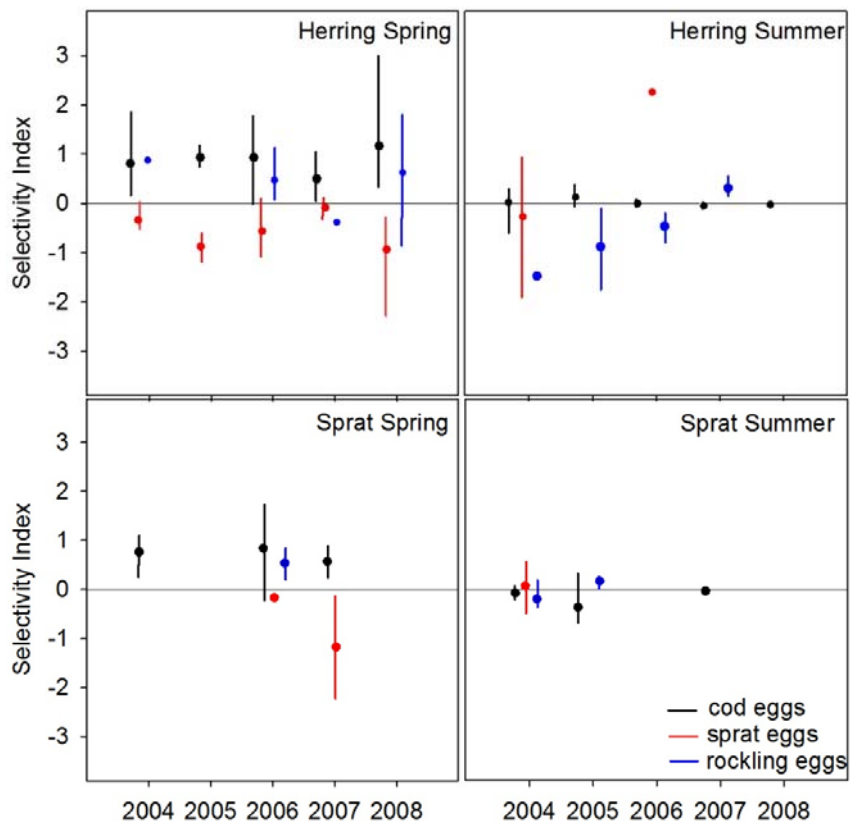 Herring Spring
Herring Summer
Selectivity Index
3
2
1
0
-1
-2
-3
Sprat Spring
Sprat Summer
Selectivity Index
3
2
1
0
-1
-2
-3
cod eggs
sprat eggs
rockling eggs
2004 2005 2006 2007 2008
2004 2005 2006 2007 2008